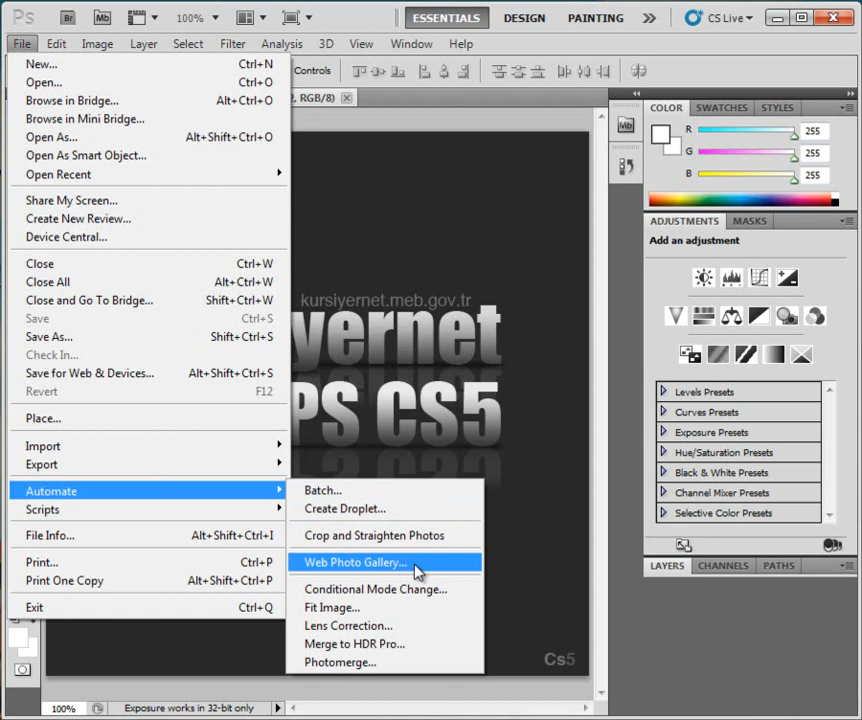 Ps Br Mb 100% ESSENTIALS DESIGN PAINTING CS Live
File Edit Image Layer Select Filter Analysis 3D View Window Help
New... Ctrl+N
Open... Ctrl+O
Browse in Bridge... Alt+Ctrl+O
Browse in Mini Bridge...
Open As... Alt+Shift+Ctrl+O
Open As Smart Object...
Open Recent
Share My Screen...
Create New Review...
Device Central...
Close Ctrl+W
Close All Alt+Ctrl+W
Close and Go To Bridge... Shift+Ctrl+W
Save Ctrl+S
Save As... Shift+Ctrl+S
Check In...
Save for Web & Devices... Alt+Shift+Ctrl+S
Revert F12
Place...
Import
Export
Automate
Scripts
File Info... Alt+Shift+Ctrl+I
Print... Ctrl+P
Print One Copy Alt+Shift+Ctrl+P
Exit Ctrl+Q
Batch...
Create Droplet...
Crop and Straighten Photos
Web Photo Gallery...
Conditional Mode Change...
Fit Image...
Lens Correction...
Merge to HDR Pro...
Photomerge...
Controls
2, RGB/8)
kursiyernet.meb.gov.tr
yernet
PS CS5
Cs5
100% Exposure works in 32-bit only
Mb
COLOR SWATCHES STYLES
R 255
G 255
B 255
ADJUSTMENTS MASKS
Add an adjustment
Levels Presets
Curves Presets
Exposure Presets
Hue/Saturation Presets
Black & White Presets
Channel Mixer Presets
Selective Color Presets
LAYERS CHANNELS PATHS